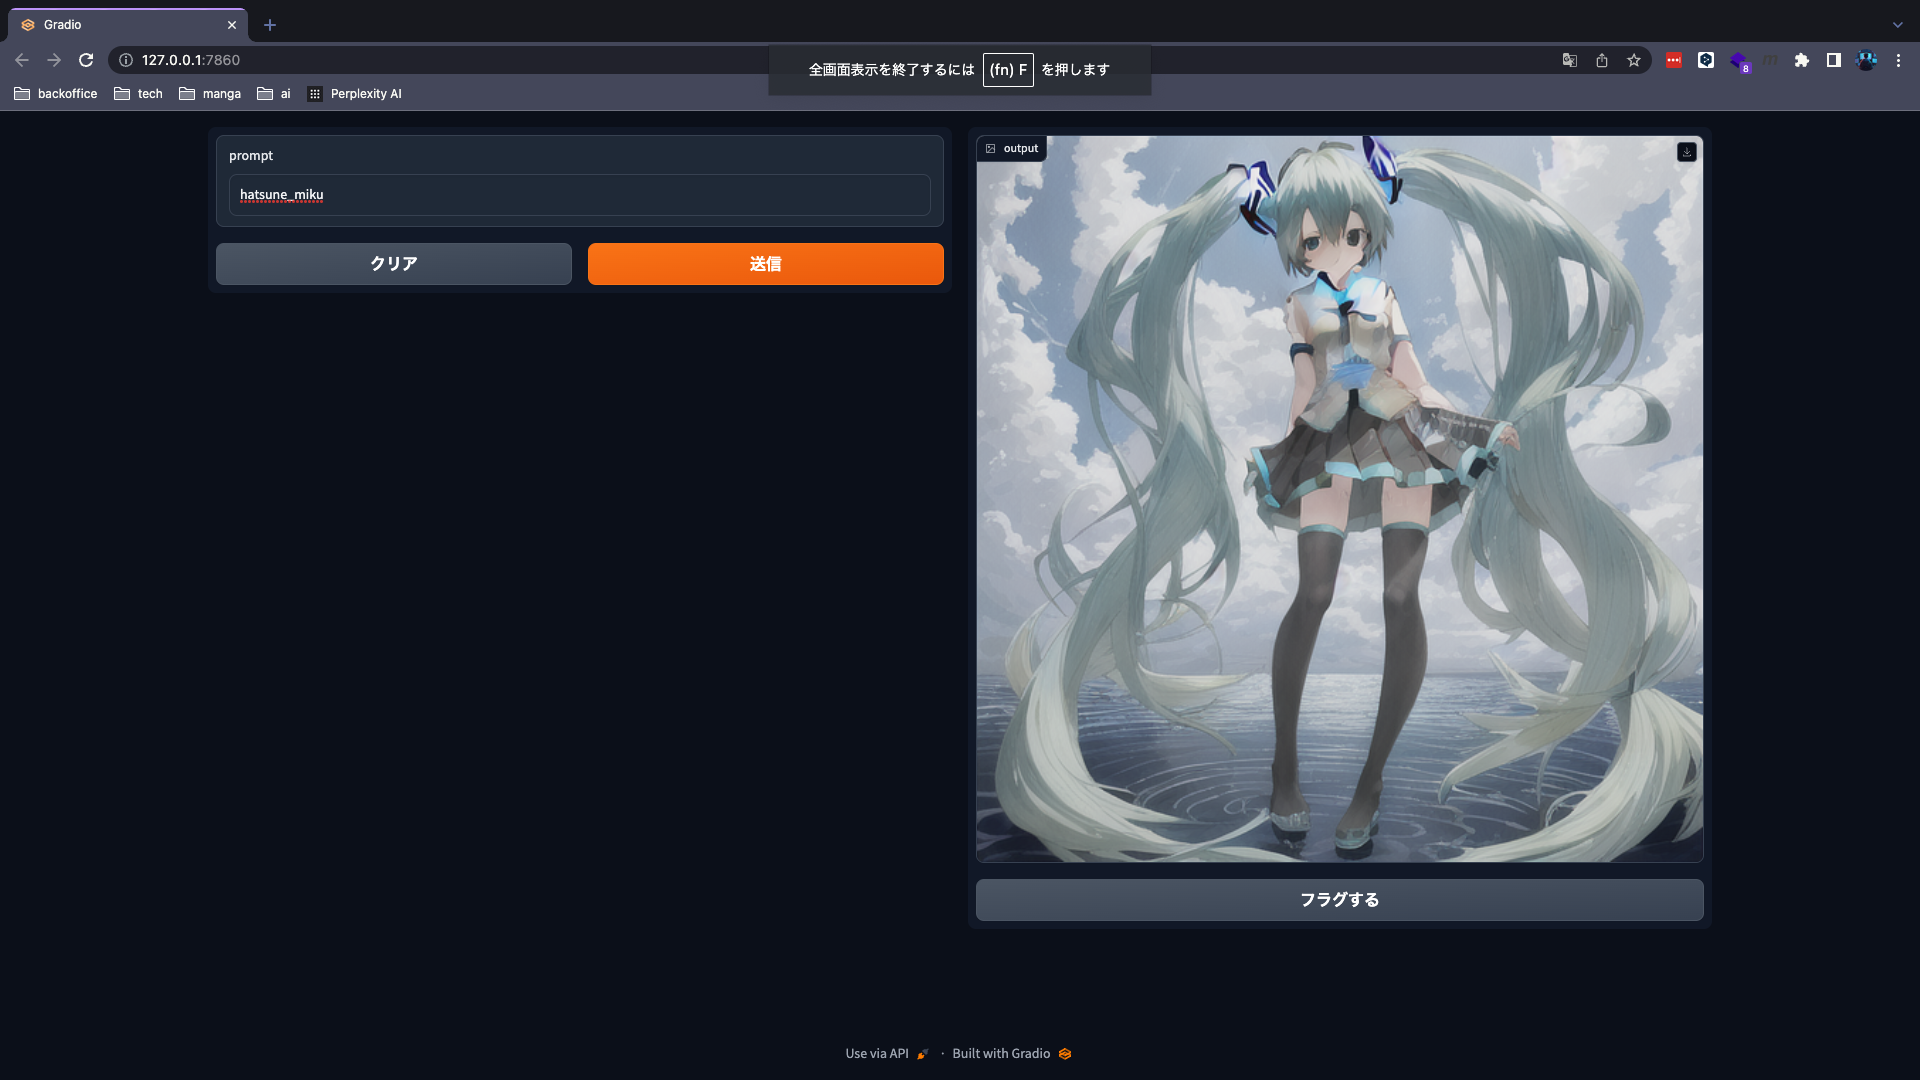 Gradio
127.0.0.1:7860
全画面表示を終了するには (fn) F を押します
8
backoffice tech manga ai Perplexity AI
prompt
hatsune_miku
クリア 送信
output
フラグする
Use via API · Built with Gradio